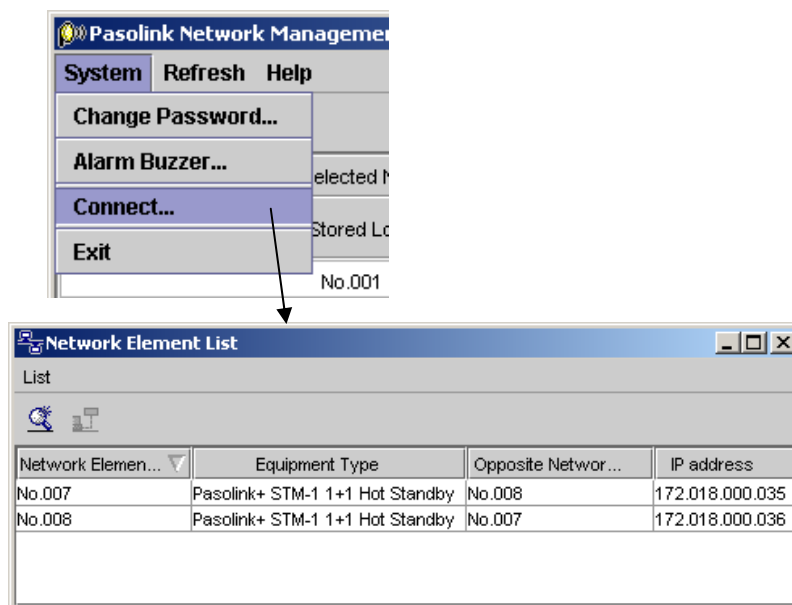 Pasolink Network Managemen
System Refresh Help
Change Password...
Alarm Buzzer...
elected N
Connect...
Stored Lo
Exit
No.001
Network Element List
List
Network Elemen... Equipment Type Opposite Networ... IP address
No.007 Pasolink+ STM-1 1+1 Hot Standby No.008 172.018.000.035
No.008 Pasolink+ STM-1 1+1 Hot Standby No.007 172.018.000.036